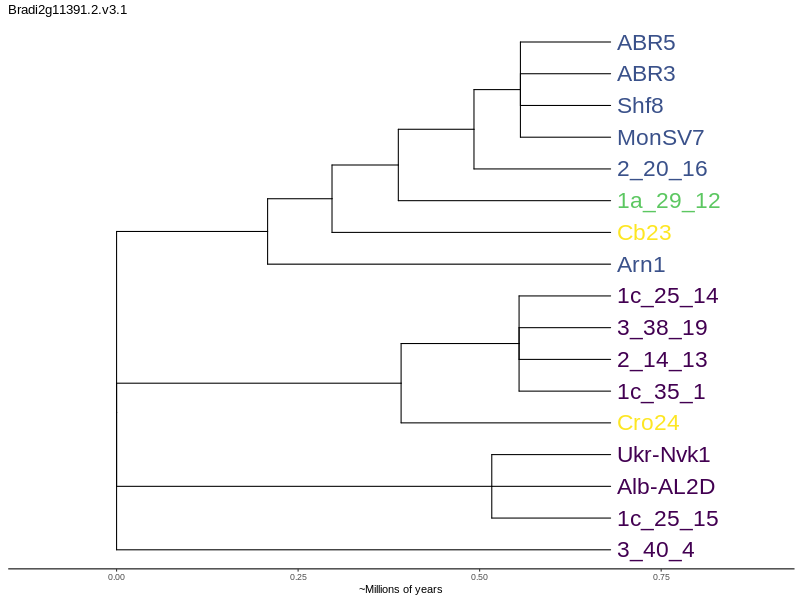 Bradi2g11391.2.v3.1
ABR5
ABR3
Shf8
MonSV7
2_20_16
1a_29_12
Cb23
Arn1
1c_25_14
3_38_19
2_14_13
1c_35_1
Cro24
Ukr-Nvk1
Alb-AL2D
1c_25_15
3_40_4
0.00 0.25 0.50 0.75
~Millions of years